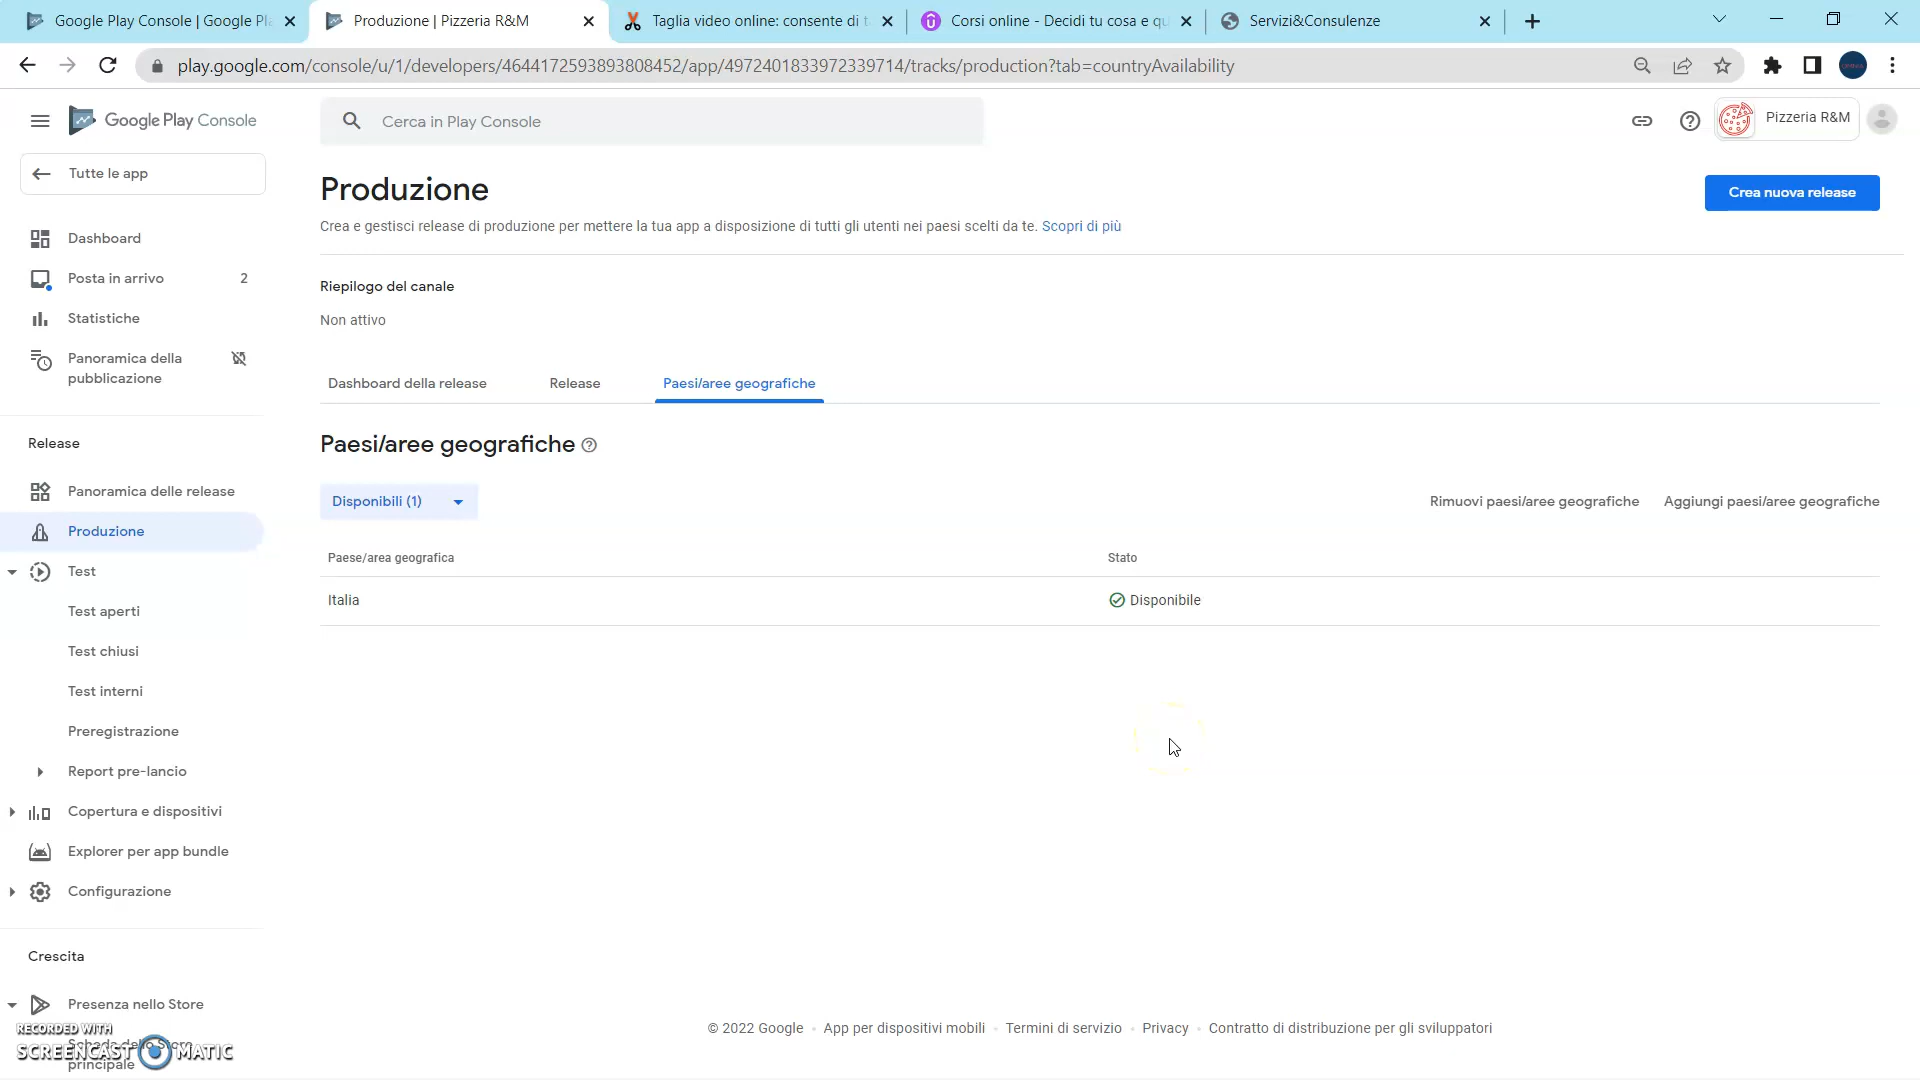 Google Play Console | Google Pla
Produzione | Pizzeria R&M
Taglia video online: consente di t
Corsi online - Decidi tu cosa e qu
Servizi&Consulenze
play.google.com/console/u/1/developers/4644172593893808452/app/4972401833972339714/tracks/production?tab=countryAvailability
Google Play Console
Cerca in Play Console
Pizzeria R&M
Tutte le app
Dashboard
Posta in arrivo 2
Statistiche
Panoramica della
pubblicazione
Release
Panoramica delle release
Produzione
Test
Test aperti
Test chiusi
Test interni
Preregistrazione
Report pre-lancio
Copertura e dispositivi
Explorer per app bundle
Configurazione
Crescita
Presenza nello Store
Scheda dello Store
principale
RECORDED WITH
SCREENCAST MATIC
Produzione
Crea nuova release
Crea e gestisci release di produzione per mettere la tua app a disposizione di tutti gli utenti nei paesi scelti da te. Scopri di più
Riepilogo del canale
Non attivo
Dashboard della release
Release
Paesi/aree geografiche
Paesi/aree geografiche
Disponibili (1)
Rimuovi paesi/aree geografiche
Aggiungi paesi/aree geografiche
Paese/area geografica Stato
Italia Disponibile
© 2022 Google · App per dispositivi mobili · Termini di servizio · Privacy · Contratto di distribuzione per gli sviluppatori